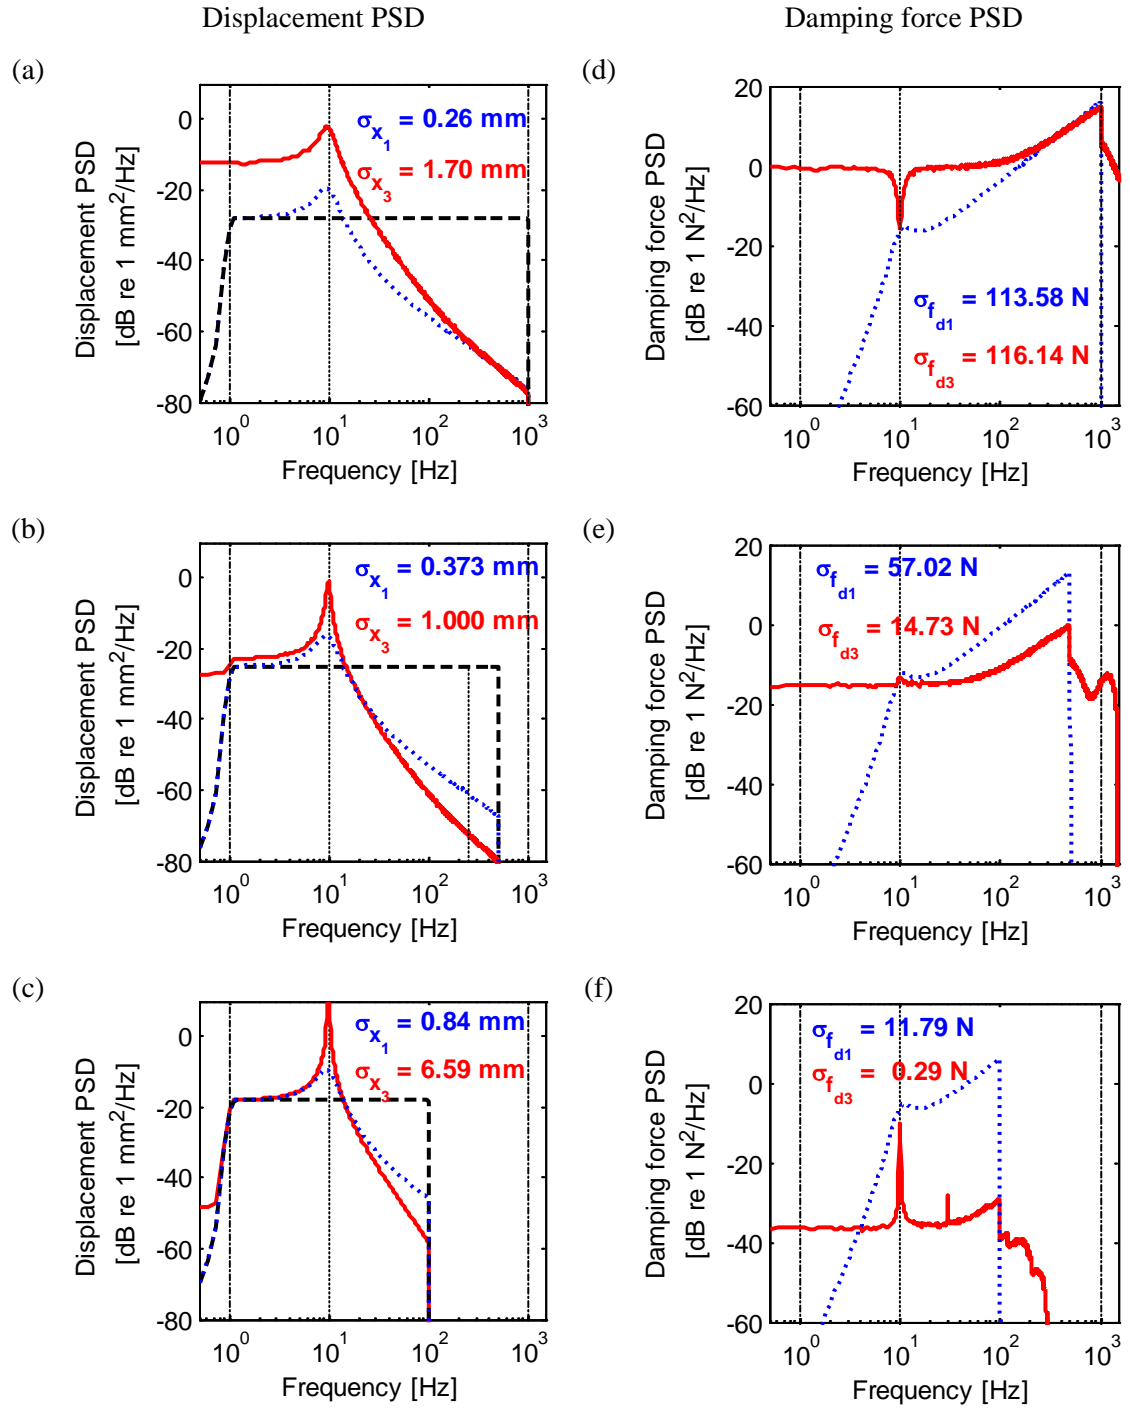 Displacement PSD
Damping force PSD
(a)
Displacement PSD
[dB re 1 mm²/Hz]
0
-20
-40
-60
-80
σx1 = 0.26 mm
σx3 = 1.70 mm
10⁰ 10¹ 10² 10³
Frequency [Hz]
(d)
Damping force PSD
[dB re 1 N²/Hz]
20
0
-20
-40
-60
σfd1 = 113.58 N
σfd3 = 116.14 N
10⁰ 10¹ 10² 10³
Frequency [Hz]
(b)
Displacement PSD
[dB re 1 mm²/Hz]
0
-20
-40
-60
-80
σx1 = 0.373 mm
σx3 = 1.000 mm
10⁰ 10¹ 10² 10³
Frequency [Hz]
(e)
Damping force PSD
[dB re 1 N²/Hz]
20
0
-20
-40
-60
σfd1 = 57.02 N
σfd3 = 14.73 N
10⁰ 10¹ 10² 10³
Frequency [Hz]
(c)
Displacement PSD
[dB re 1 mm²/Hz]
0
-20
-40
-60
-80
σx1 = 0.84 mm
σx3 = 6.59 mm
10⁰ 10¹ 10² 10³
Frequency [Hz]
(f)
Damping force PSD
[dB re 1 N²/Hz]
20
0
-20
-40
-60
σfd1 = 11.79 N
σfd3 = 0.29 N
10⁰ 10¹ 10² 10³
Frequency [Hz]